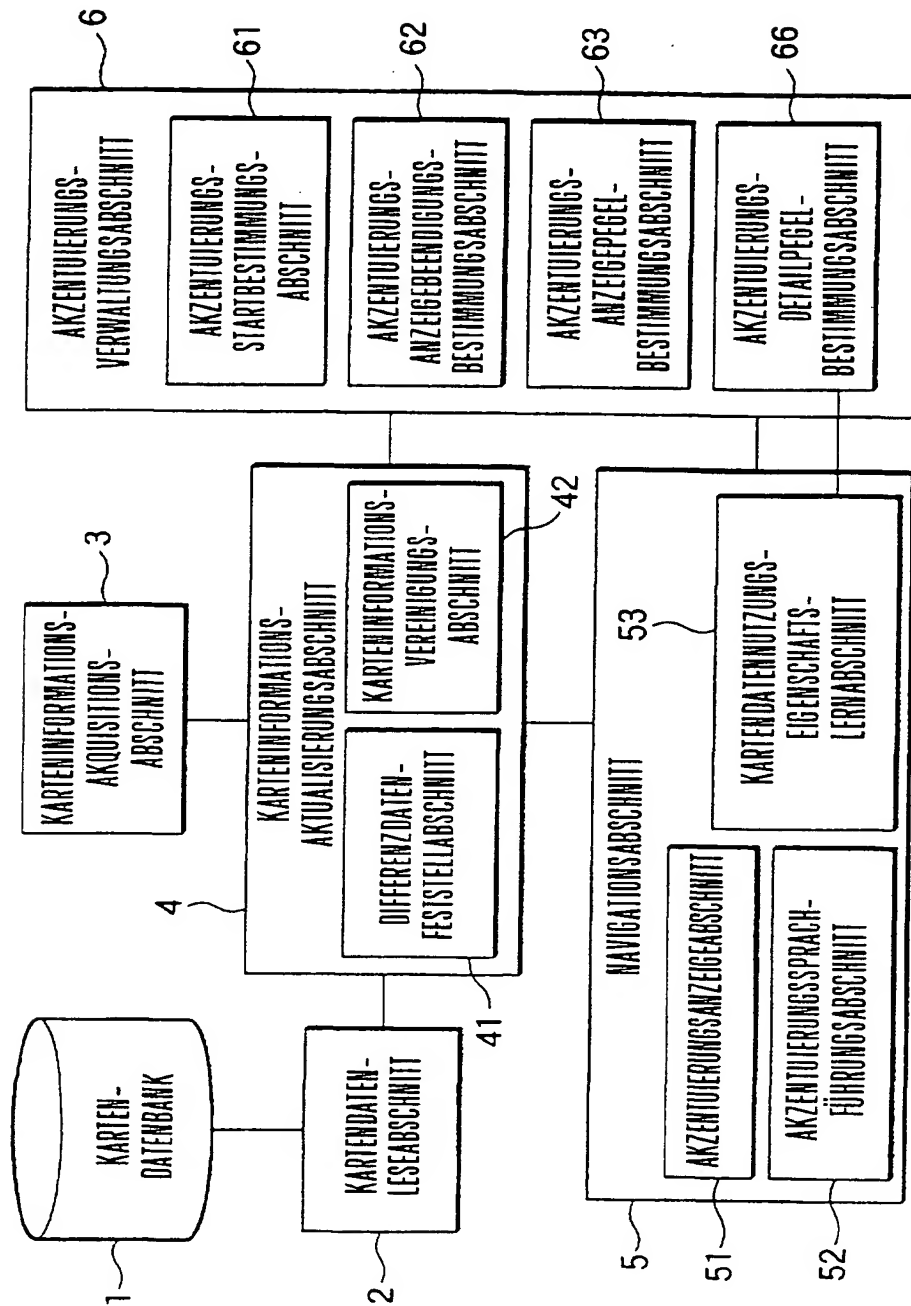 1
KARTEN-
DATENBANK
2
KARTENDATEN-
LESEABSCHNITT
3
KARTENINFORMATIONS-
AKQUISITIONS-
ABSCHNITT
4
KARTENINFORMATIONS-
AKTUALISIERUNGSABSCHNITT
41
DIFFERENZDATEN-
FESTSTELLABSCHNITT
42
KARTENINFORMATIONS-
VEREINIGUNGS-
ABSCHNITT
5
NAVIGATIONSABSCHNITT
51
AKZENTUIERUNGSANZEIGEABSCHNITT
52
AKZENTUIERUNGSSPRACH-
FÜHRUNGSABSCHNITT
53
KARTENDATENNUTZUNGS-
EIGENSCHAFTS-
LERNABSCHNITT
6
AKZENTUIERUNGS-
VERWALTUNGSABSCHNITT
61
AKZENTUIERUNGS-
STARTBESTIMMUNGS-
ABSCHNITT
62
AKZENTUIERUNGS-
ANZEIGEBEENDIGUNGS-
BESTIMMUNGSABSCHNITT
63
AKZENTUIERUNGS-
ANZEIGEPEGEL-
BESTIMMUNGSABSCHNITT
66
AKZENTUIERUNGS-
DETAILPEGEL-
BESTIMMUNGSABSCHNITT